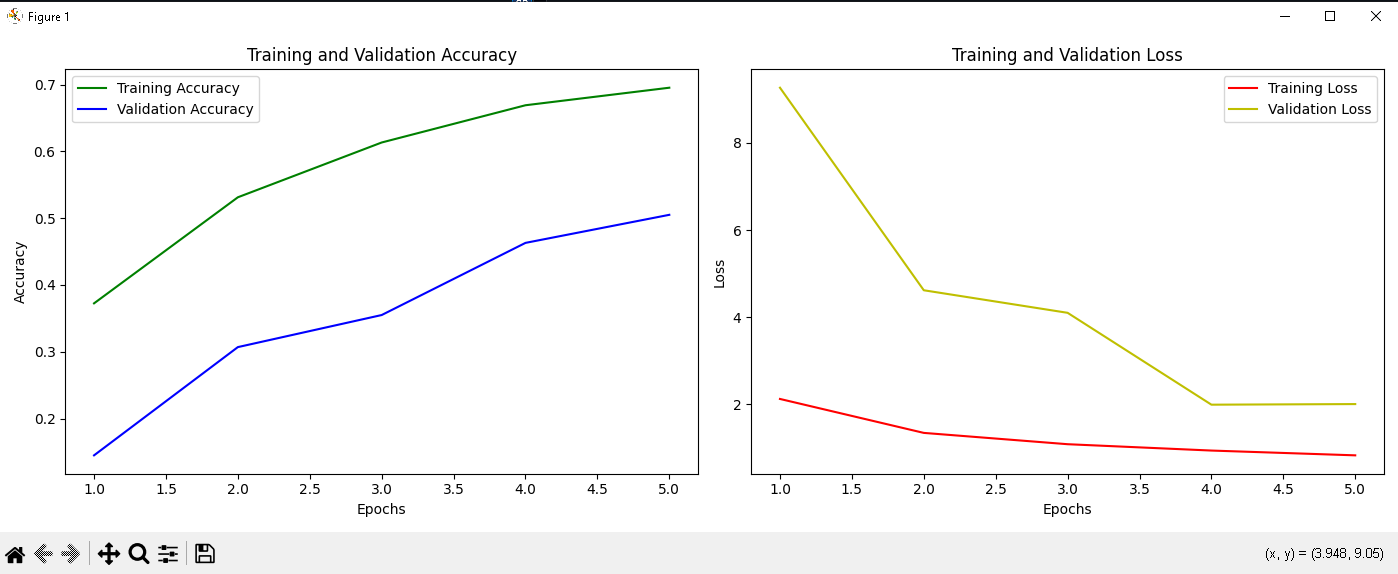 Figure 1
Training and Validation Accuracy
Training Accuracy
Validation Accuracy
0.7
0.6
0.5
0.4
0.3
0.2
Accuracy
1.0 1.5 2.0 2.5 3.0 3.5 4.0 4.5 5.0
Epochs
Training and Validation Loss
Training Loss
Validation Loss
8
6
4
2
Loss
1.0 1.5 2.0 2.5 3.0 3.5 4.0 4.5 5.0
Epochs
(x, y) = (3.948, 9.05)